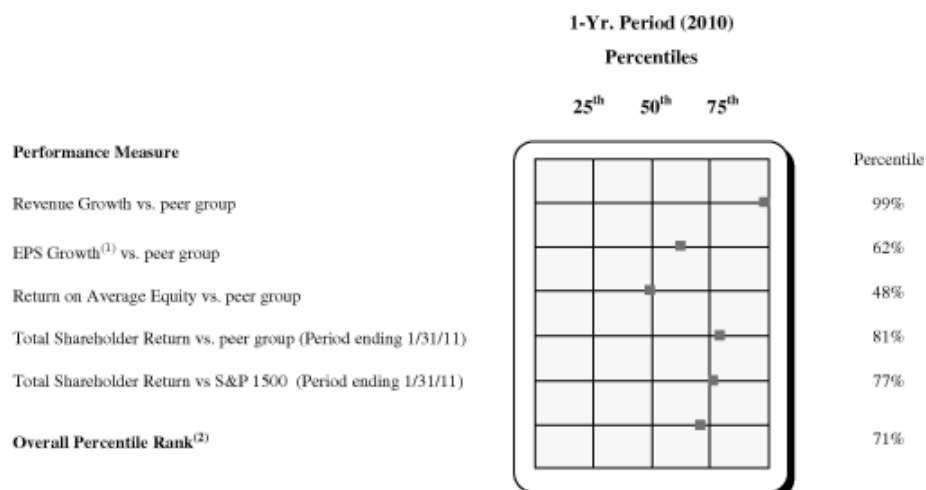 1-Yr. Period (2010)
Percentiles
25th 50th 75th
Performance Measure Percentile
Revenue Growth vs. peer group 99%
EPS Growth(1) vs. peer group 62%
Return on Average Equity vs. peer group 48%
Total Shareholder Return vs. peer group (Period ending 1/31/11) 81%
Total Shareholder Return vs S&P 1500 (Period ending 1/31/11) 77%
Overall Percentile Rank(2) 71%